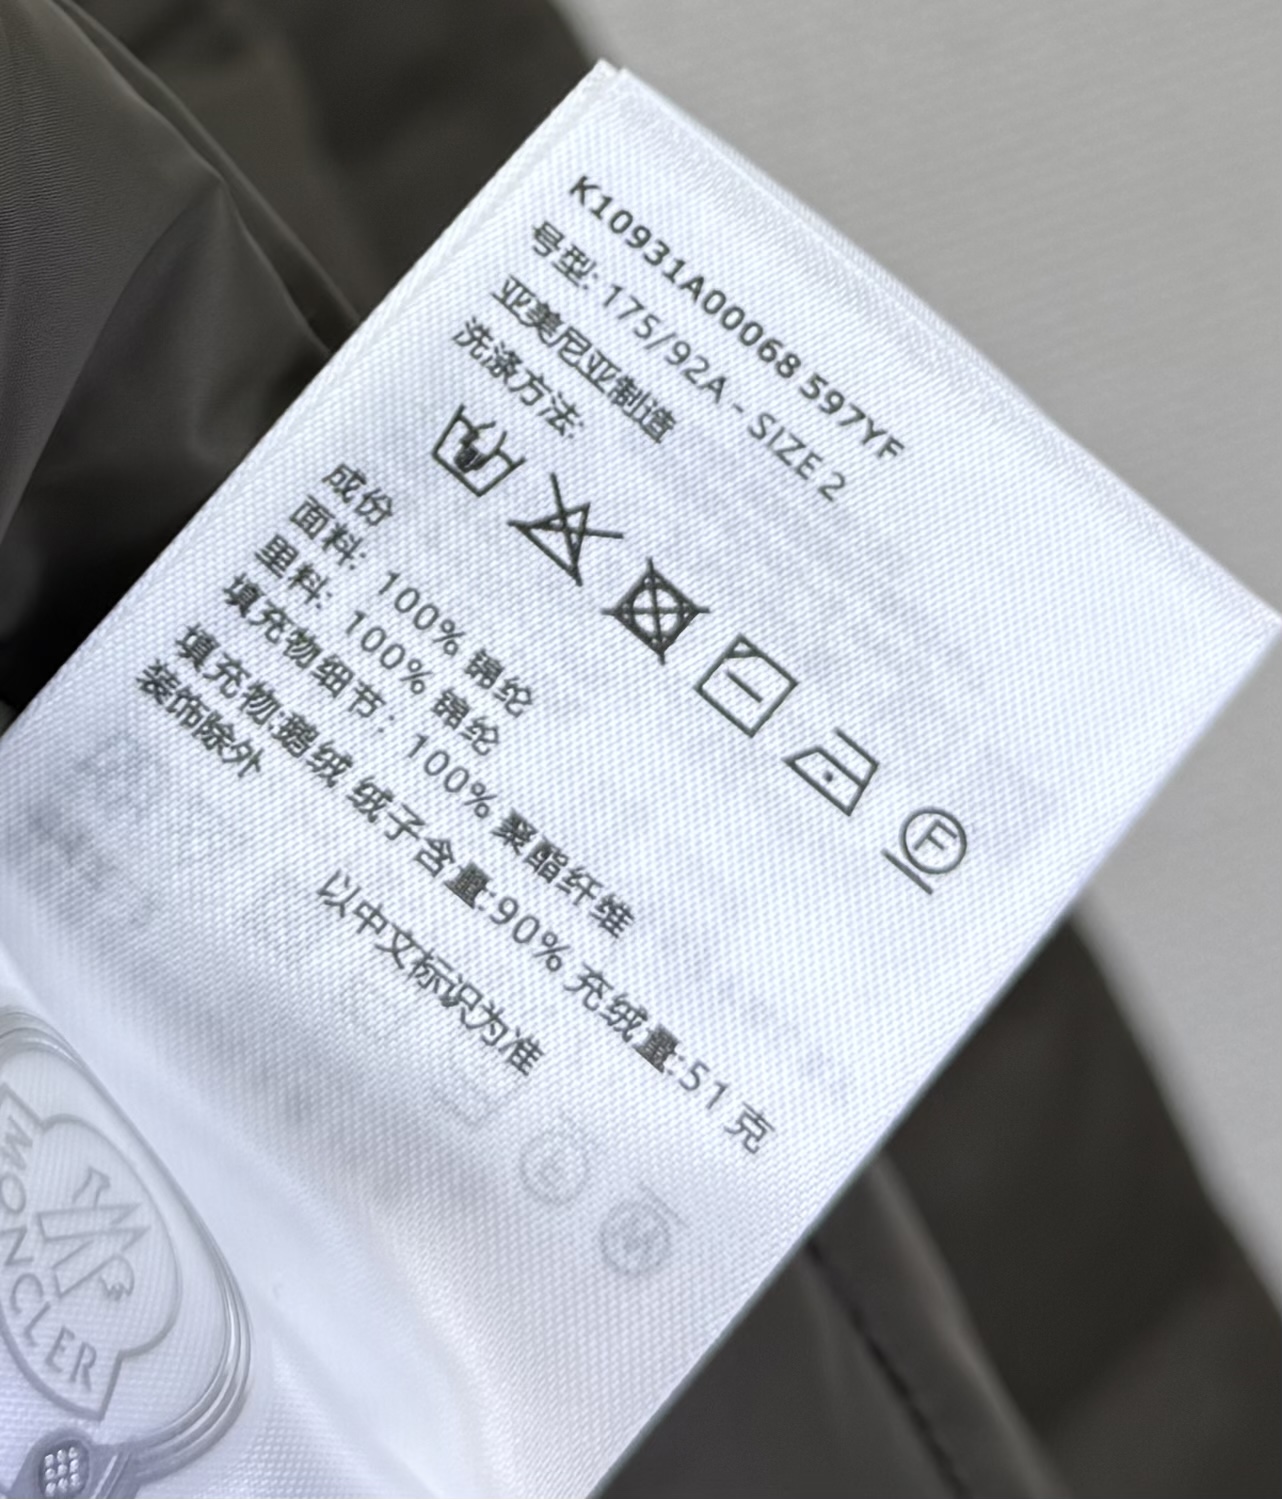 K10931A00068 597YF
号型: 175/92A - SIZE 2
亚美尼亚制造
洗涤方法:
F
成份
面料: 100% 锦纶
里料: 100% 锦纶
填充物细节: 100% 聚酯纤维
填充物:鹅绒 绒子含量:90% 充绒量:51 克
装饰除外
以中文标识为准
MONCLER